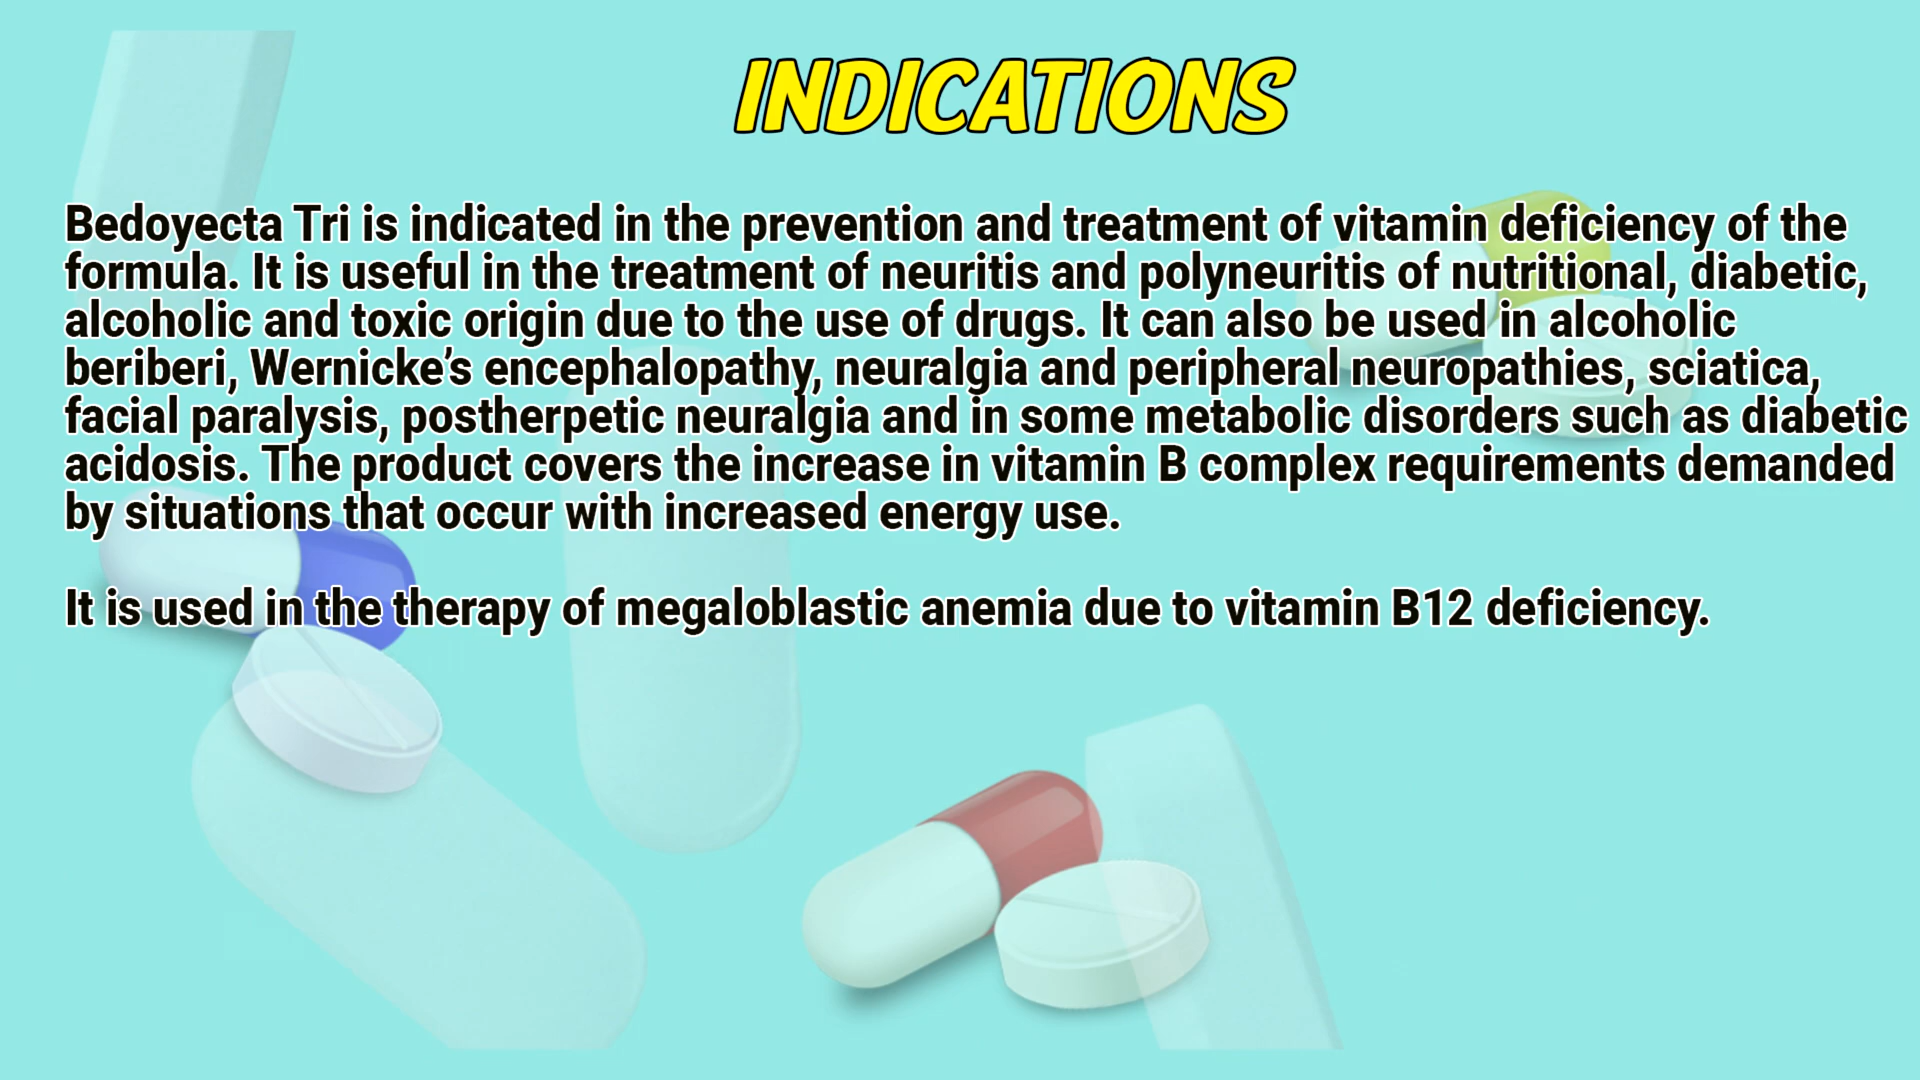 INDICATIONS
Bedoyecta Tri is indicated in the prevention and treatment of vitamin deficiency of the
formula. It is useful in the treatment of neuritis and polyneuritis of nutritional, diabetic,
alcoholic and toxic origin due to the use of drugs. It can also be used in alcoholic
beriberi, Wernicke’s encephalopathy, neuralgia and peripheral neuropathies, sciatica,
facial paralysis, postherpetic neuralgia and in some metabolic disorders such as diabetic
acidosis. The product covers the increase in vitamin B complex requirements demanded
by situations that occur with increased energy use.
It is used in the therapy of megaloblastic anemia due to vitamin B12 deficiency.